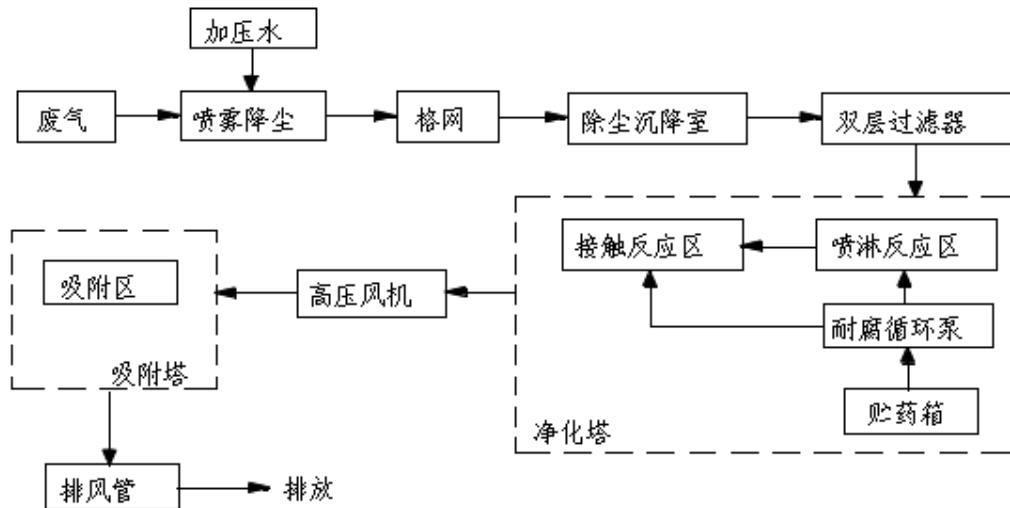 加压水
废气
喷雾降尘
格网
除尘沉降室
双层过滤器
接触反应区
喷淋反应区
吸附区
高压风机
耐腐循环泵
吸附塔
贮药箱
净化塔
排风管
排放